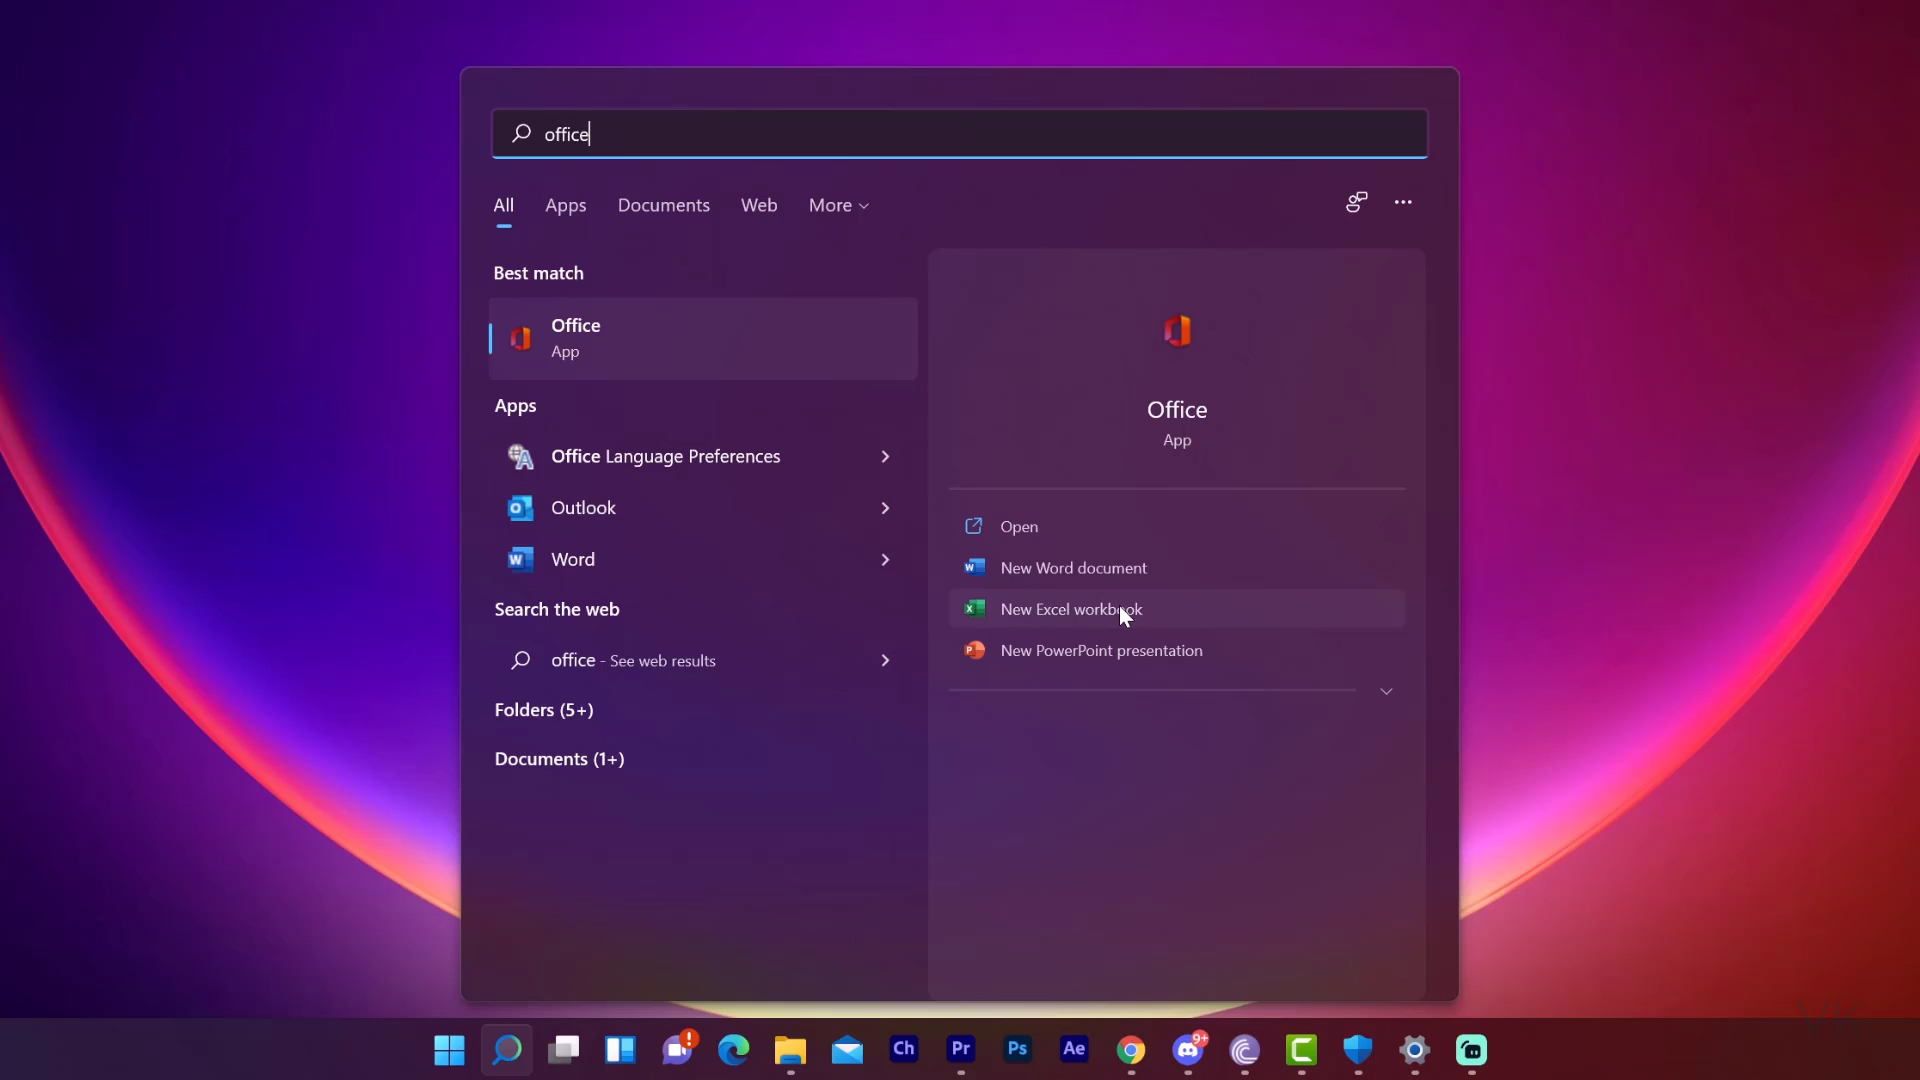 office
All Apps Documents Web More
Best match
Office
App
Apps
Office Language Preferences
Outlook
Word
Search the web
office - See web results
Folders (5+)
Documents (1+)
Office
App
Open
New Word document
New Excel workbook
New PowerPoint presentation
Ch Pr Ps Ae 9+